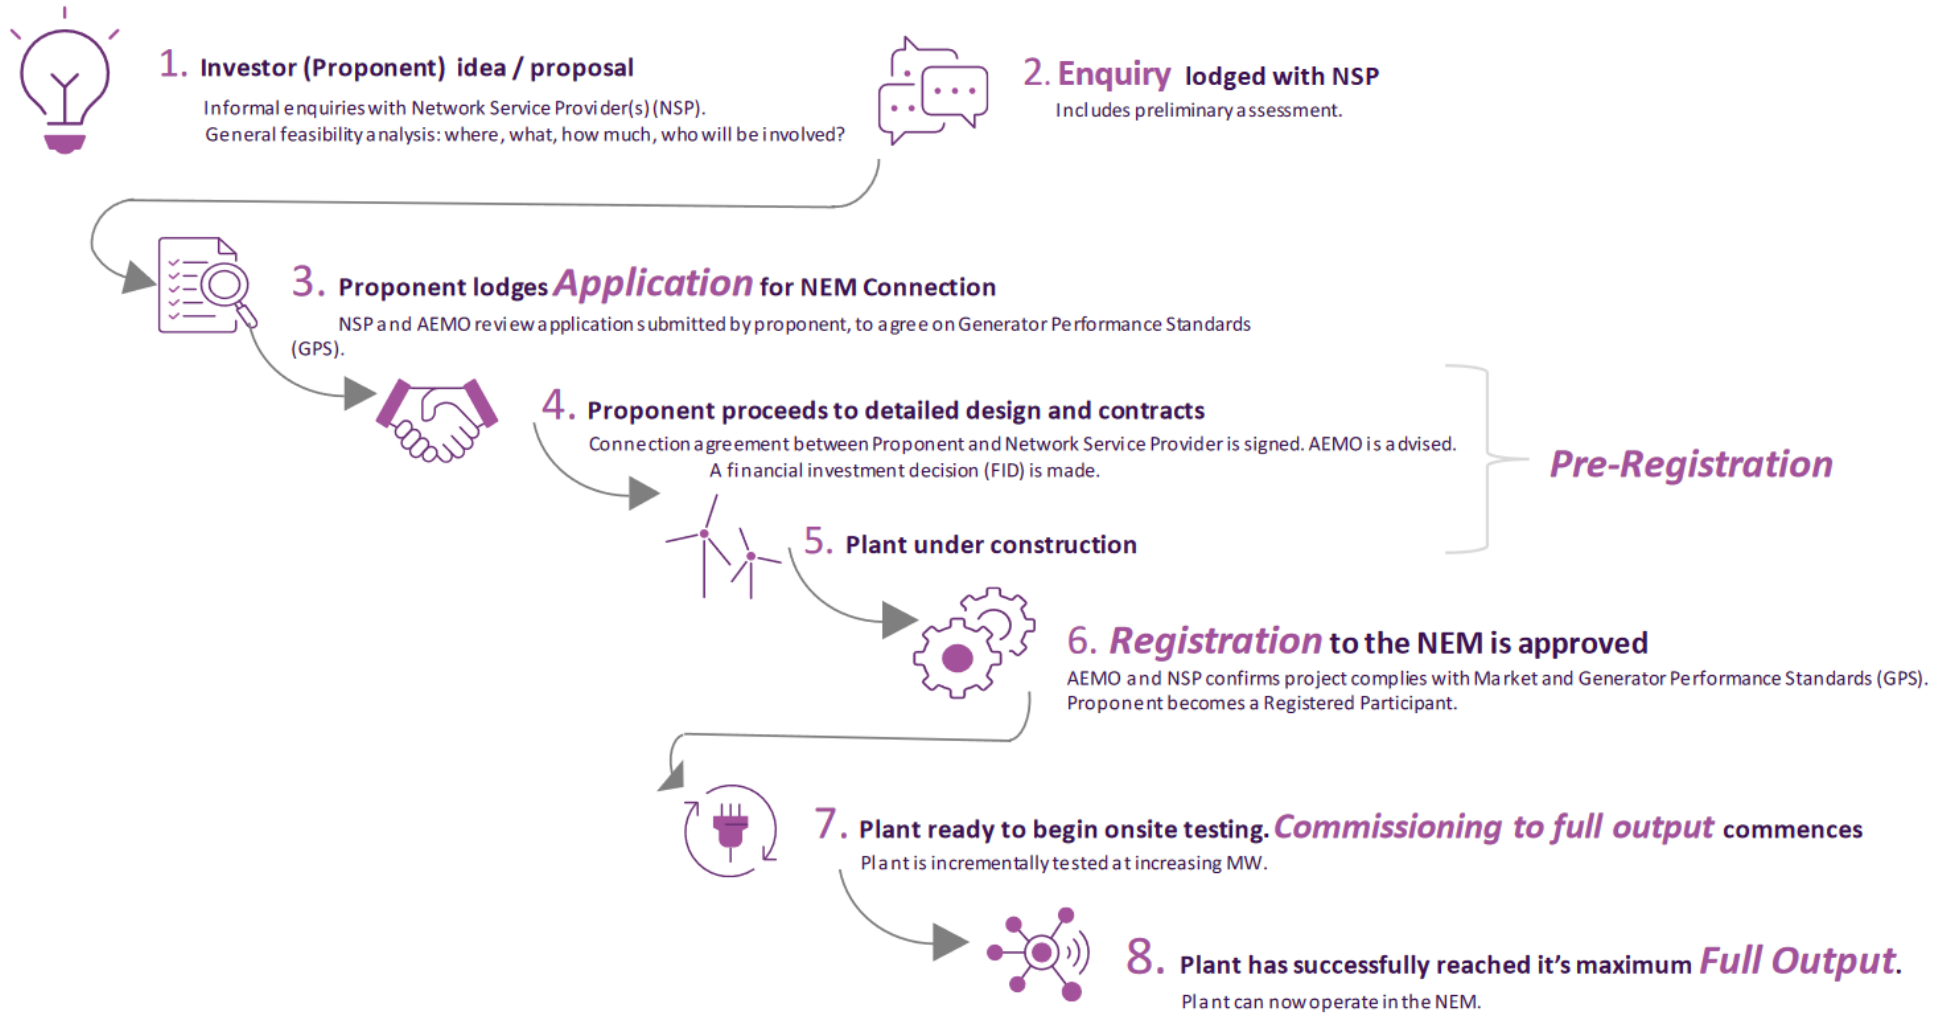 1. Investor (Proponent) idea / proposal
Informal enquiries with Network Service Provider(s) (NSP).
General feasibility analysis: where, what, how much, who will be involved?
2. Enquiry lodged with NSP
Includes preliminary assessment.
3. Proponent lodges Application for NEM Connection
NSP and AEMO review application submitted by proponent, to agree on Generator Performance Standards
(GPS).
4. Proponent proceeds to detailed design and contracts
Connection agreement between Proponent and Network Service Provider is signed. AEMO is advised.
A financial investment decision (FID) is made.
Pre-Registration
5. Plant under construction
6. Registration to the NEM is approved
AEMO and NSP confirms project complies with Market and Generator Performance Standards (GPS).
Proponent becomes a Registered Participant.
7. Plant ready to begin onsite testing. Commissioning to full output commences
Plant is incrementally tested at increasing MW.
8. Plant has successfully reached it's maximum Full Output.
Plant can now operate in the NEM.